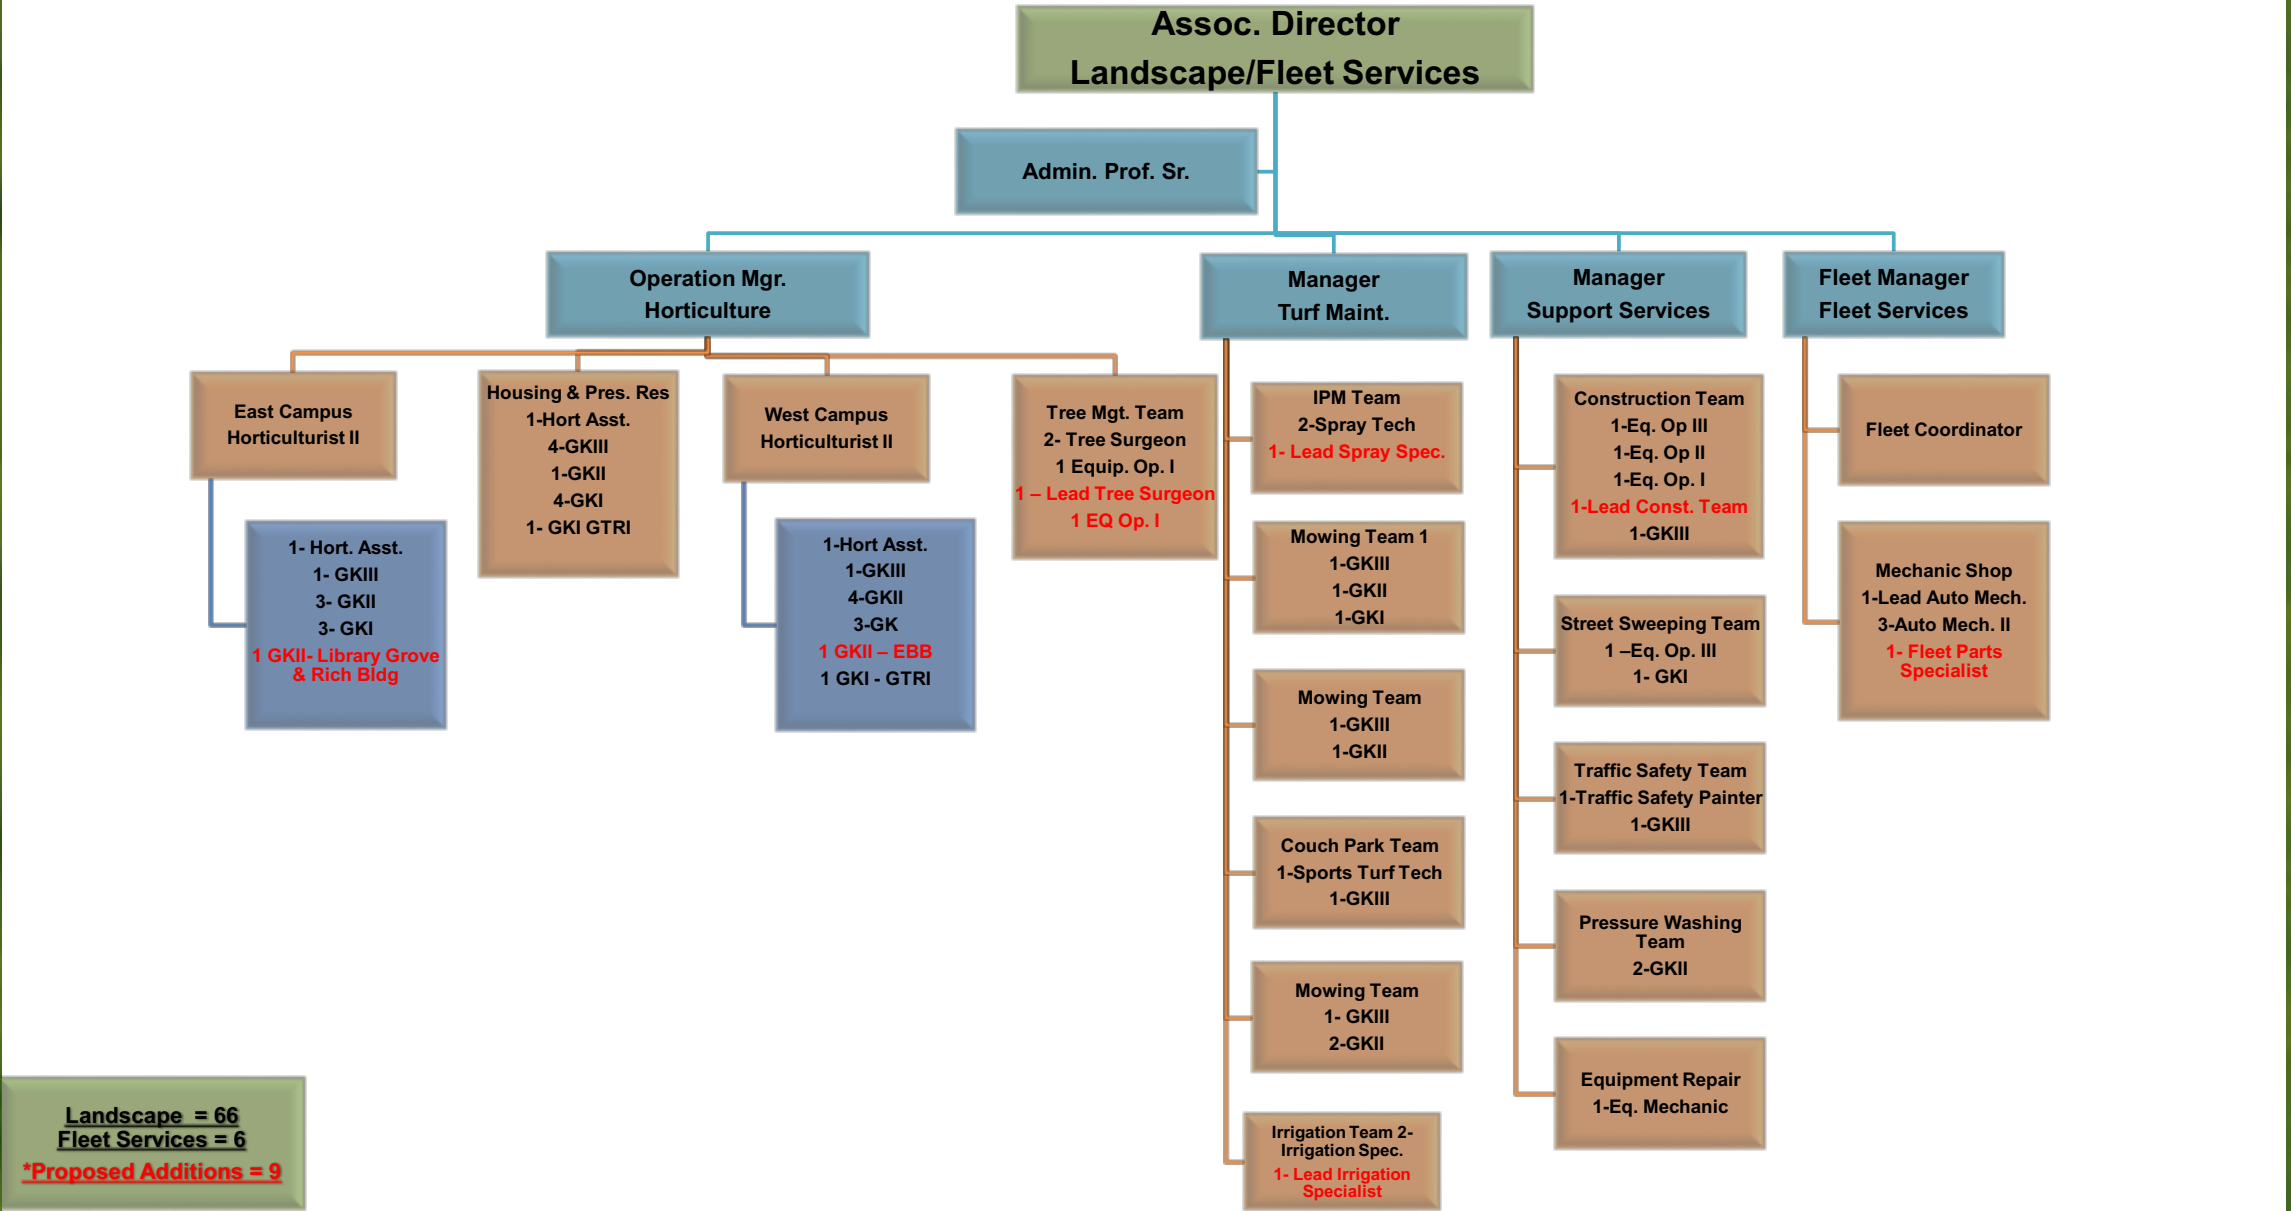 Assoc. Director
Landscape/Fleet Services
Admin. Prof. Sr.
Operation Mgr.
Horticulture
Manager
Turf Maint.
Manager
Support Services
Fleet Manager
Fleet Services
East Campus
Horticulturist II
1- Hort. Asst.
1- GKIII
3- GKII
3- GKI
1 GKII- Library Grove
& Rich Bldg
Housing & Pres. Res
1-Hort Asst.
4-GKIII
1-GKII
4-GKI
1- GKI GTRI
West Campus
Horticulturist II
1-Hort Asst.
1-GKIII
4-GKII
3-GK
1 GKII – EBB
1 GKI - GTRI
Tree Mgt. Team
2- Tree Surgeon
1 Equip. Op. I
1 – Lead Tree Surgeon
1 EQ Op. I
IPM Team
2-Spray Tech
1- Lead Spray Spec.
Mowing Team 1
1-GKIII
1-GKII
1-GKI
Mowing Team
1-GKIII
1-GKII
Couch Park Team
1-Sports Turf Tech
1-GKIII
Mowing Team
1- GKIII
2-GKII
Irrigation Team 2-
Irrigation Spec.
1- Lead Irrigation
Specialist
Construction Team
1-Eq. Op III
1-Eq. Op II
1-Eq. Op. I
1-Lead Const. Team
1-GKIII
Street Sweeping Team
1 –Eq. Op. III
1- GKI
Traffic Safety Team
1-Traffic Safety Painter
1-GKIII
Pressure Washing
Team
2-GKII
Equipment Repair
1-Eq. Mechanic
Fleet Coordinator
Mechanic Shop
1-Lead Auto Mech.
3-Auto Mech. II
1- Fleet Parts
Specialist
Landscape = 66
Fleet Services = 6
*Proposed Additions = 9